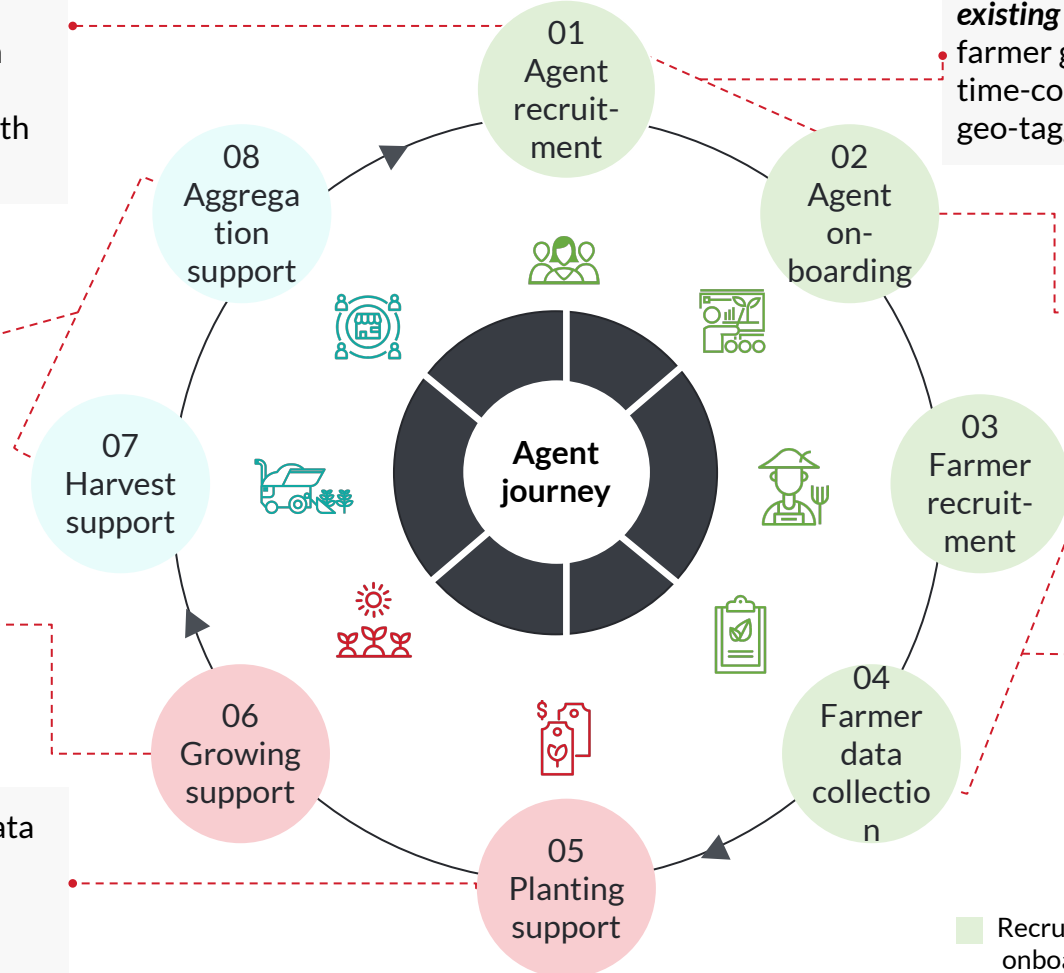 existing
farmer
time-co
geo-tag
th
01
Agent
recruit-
ment
02
Agent
on-
boarding
03
Farmer
recruit-
ment
04
Farmer
data
collectio
n
05
Planting
support
06
Growing
support
07
Harvest
support
08
Aggrega
tion
support
Agent
journey
ata
Recru
onboa